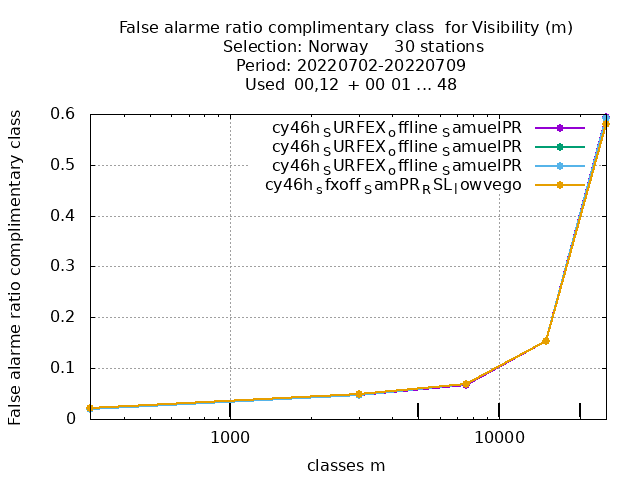 False alarme ratio complimentary class  for Visibility (m)
Selection: Norway     30 stations
Period: 20220702-20220709
Used  00,12  + 00 01 ... 48
False alarme ratio complimentary class
0.6
0.5
0.4
0.3
0.2
0.1
0
cy46h_SURFEX_offline_SamuelPR
cy46h_SURFEX_offline_SamuelPR
cy46h_SURFEX_offline_SamuelPR
cy46h_sfxoff_SamPR_RSL_lowvego
1000
10000
classes m